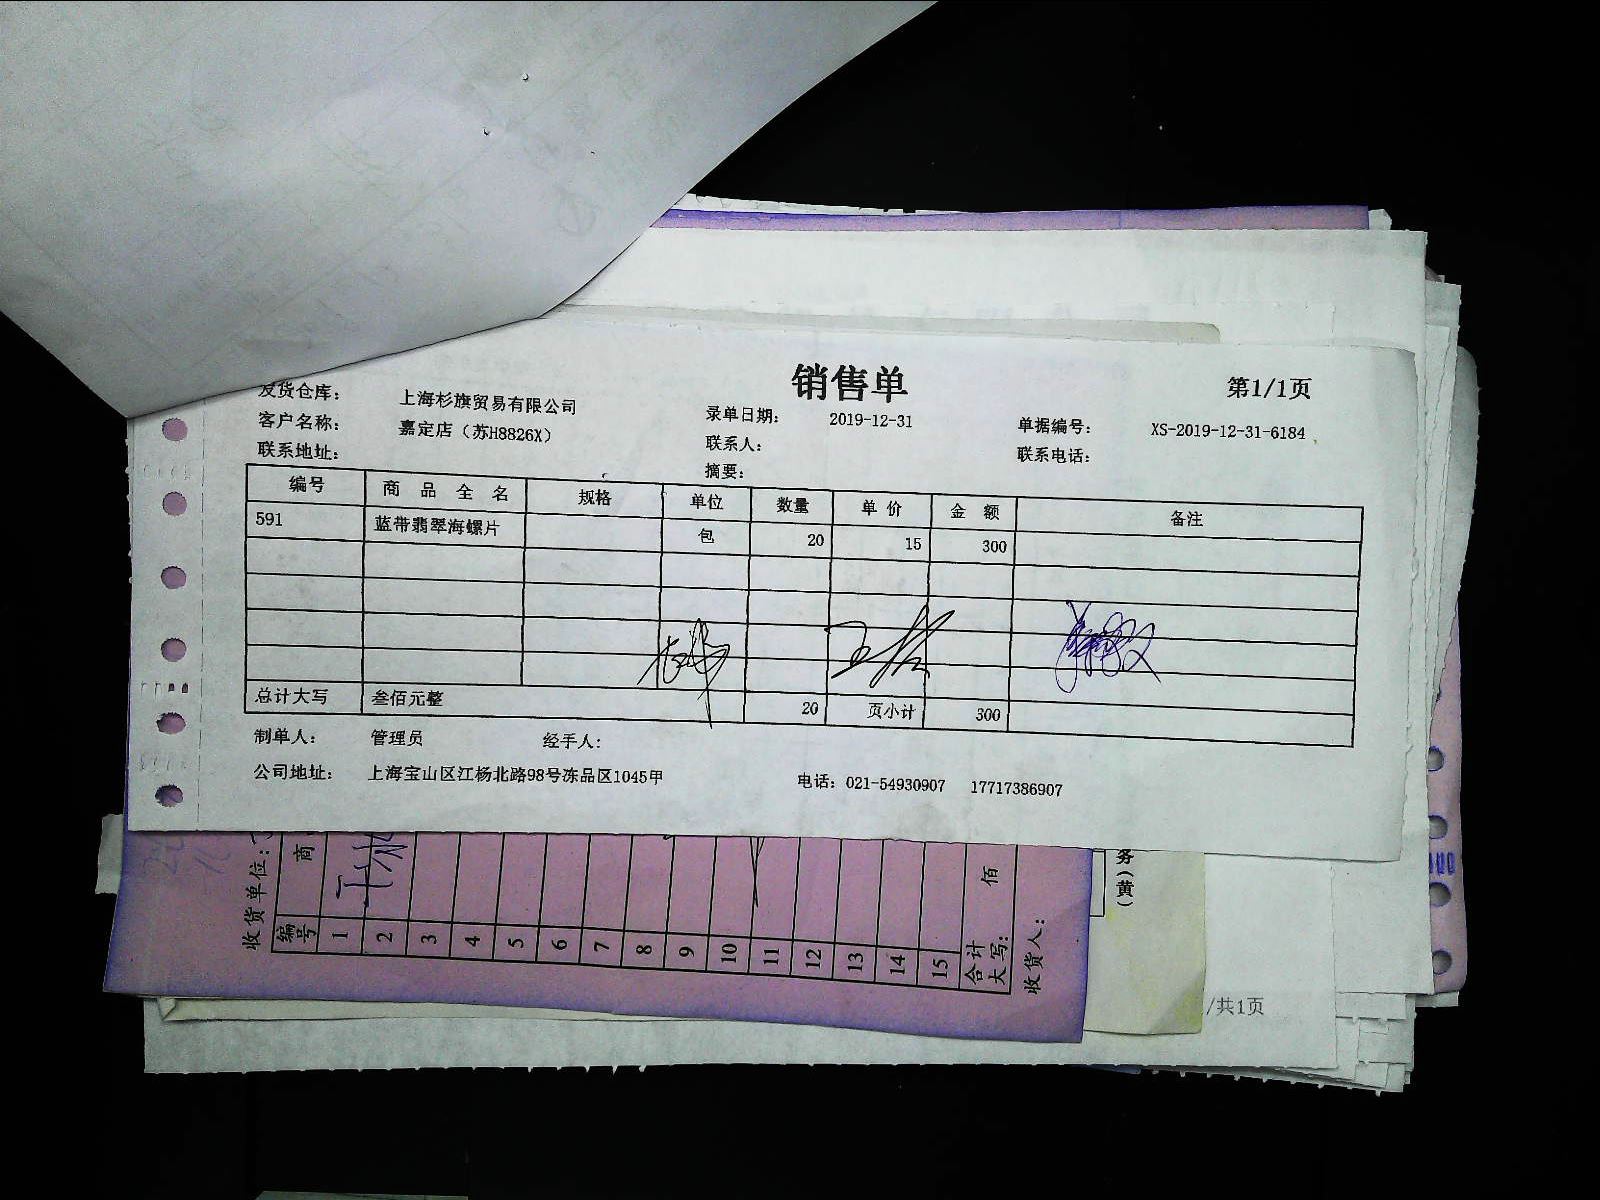 销售单
第1/1页
发货仓库： 上海杉旗贸易有限公司 录单日期： 2019-12-31 单据编号： XS-2019-12-31-6184
客户名称： 嘉定店（苏H8826X） 联系人： 联系电话：
联系地址： 摘要：
编号 商品全名 规格 单位 数量 单价 金额 备注
591 蓝带翡翠海螺片 包 20 15 300
总计大写 叁佰元整 20 页小计 300
制单人： 管理员 经手人：
公司地址： 上海宝山区江杨北路98号冻品区1045甲 电话：021-54930907 17717386907
收货单位：
编号 1 2 3 4 5 6 7 8 9 10 11 12 13 14 15 合计大写：
商 佰
收货人：
务
（黄）
/共1页